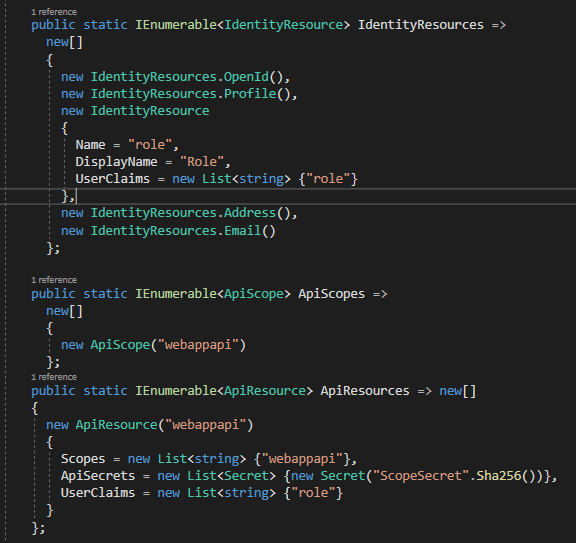 1 reference
public static IEnumerable<IdentityResource> IdentityResources =>
new[]
{
new IdentityResources.OpenId(),
new IdentityResources.Profile(),
new IdentityResource
{
Name = "role",
DisplayName = "Role",
UserClaims = new List<string> {"role"}
},
new IdentityResources.Address(),
new IdentityResources.Email()
};
1 reference
public static IEnumerable<ApiScope> ApiScopes =>
new[]
{
new ApiScope("webappapi")
};
1 reference
public static IEnumerable<ApiResource> ApiResources => new[]
{
new ApiResource("webappapi")
{
Scopes = new List<string> {"webappapi"},
ApiSecrets = new List<Secret> {new Secret("ScopeSecret".Sha256())},
UserClaims = new List<string> {"role"}
}
};